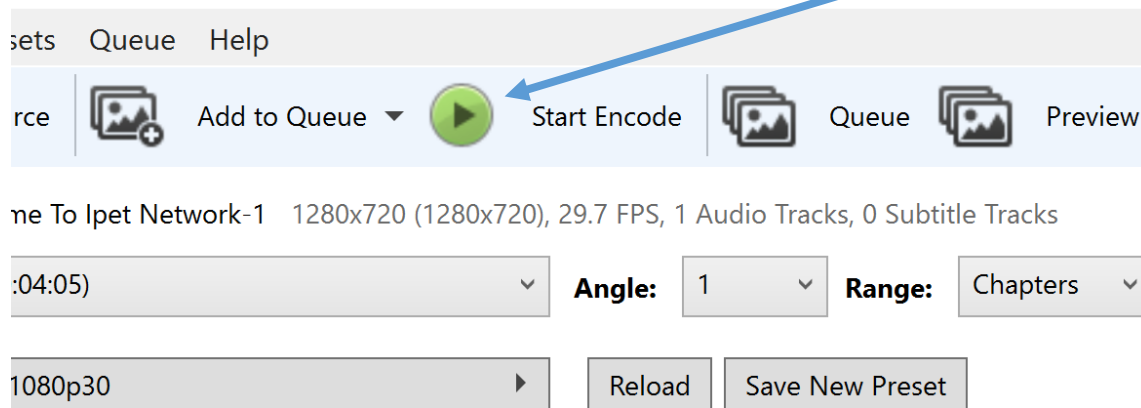 sets Queue Help
rce Add to Queue Start Encode Queue Preview
me To Ipet Network-1 1280x720 (1280x720), 29.7 FPS, 1 Audio Tracks, 0 Subtitle Tracks
:04:05) Angle: 1 Range: Chapters
1080p30 Reload Save New Preset